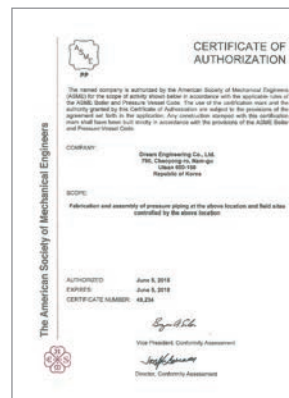 CERTIFICATE OF
AUTHORIZATION
ASME
PP
The named company is authorized by the American Society of Mechanical Engineers
(ASME) for the scope of activity shown below in accordance with the applicable rules of
the ASME Boiler and Pressure Vessel Code. The use of the certification mark and the
authority granted by this Certificate of Authorization are subject to the provisions of the
agreement set forth in the application. Any construction stamped with this certification
mark shall have been built strictly in accordance with the provisions of the ASME Boiler
and Pressure Vessel Code.
COMPANY:
Engineering Co., Ltd.
Nam-gu
Ulsan
Republic of Korea
SCOPE:
Fabrication and assembly of pressure piping at the above location and field sites
controlled by the above location
AUTHORIZED:
EXPIRES:
CERTIFICATE NUMBER:
Vice President, Conformity Assessment
Director, Conformity Assessment
The American Society of Mechanical Engineers